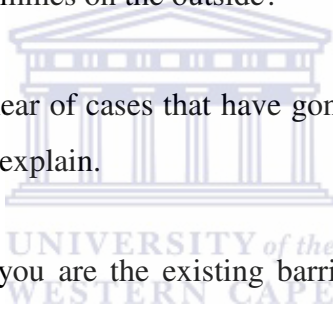 on the outside?
ear of cases that have gon
explain.
UNIVERSITY of the
you are the existing barri
WESTERN CAPE